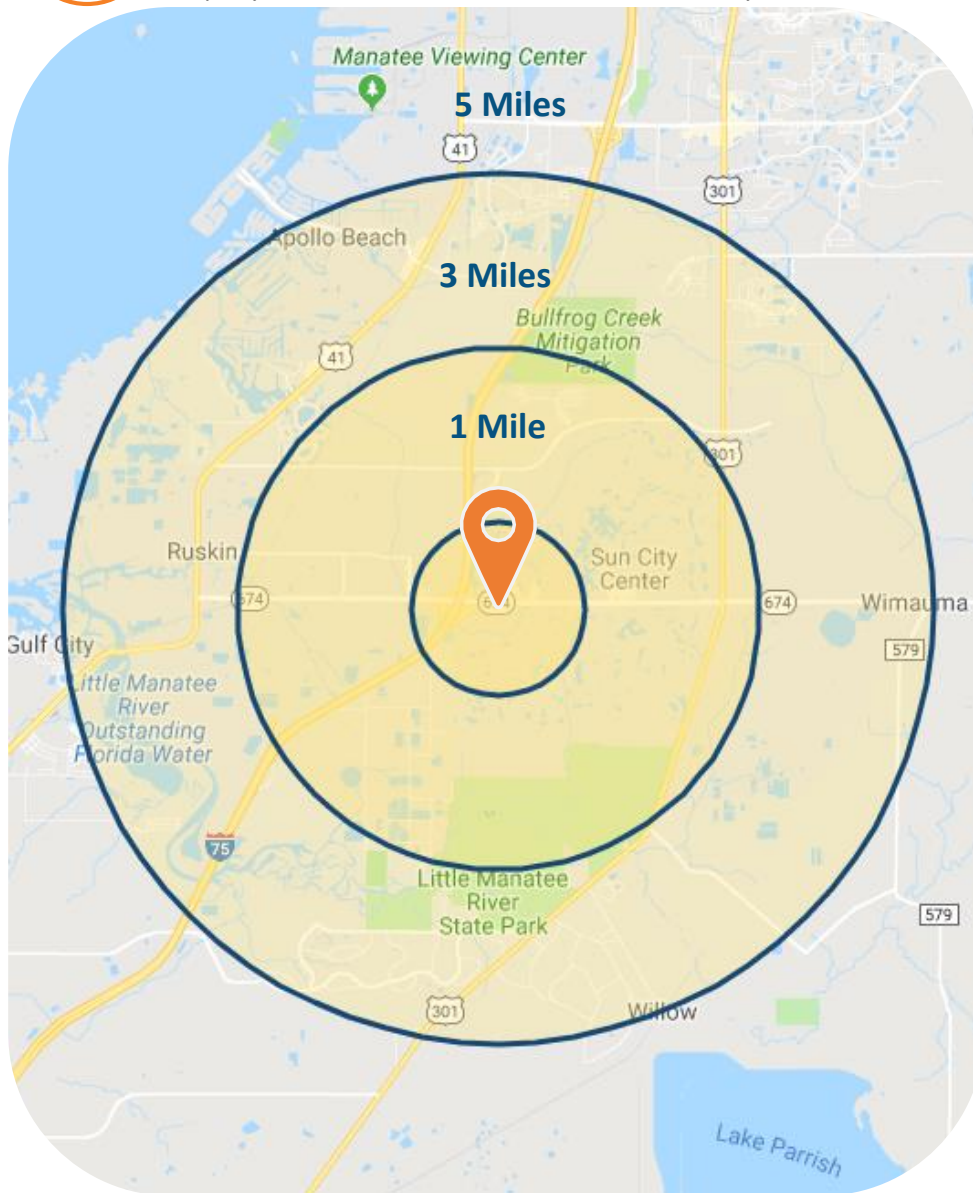 Manatee Viewing Center
5 Miles
41
301
Apollo Beach
3 Miles
Bullfrog Creek
Mitigation
Park
41
1 Mile
301
Ruskin
Sun City
Center
674
674
674
Wimauma
Gulf City
579
Little Manatee
River
Outstanding
Florida Water
75
Little Manatee
River
State Park
579
301
Willow
Lake Parrish